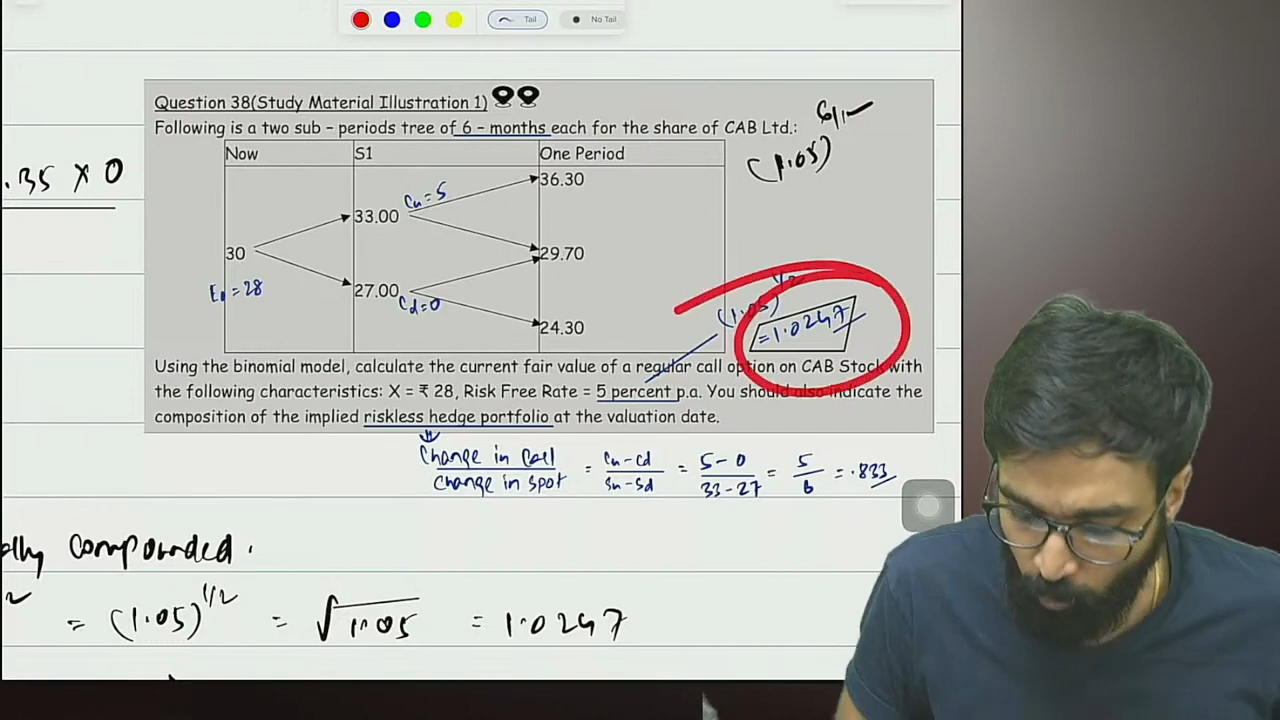 Tail No Tail
Question 38(Study Material Illustration 1)
Following is a two sub – periods tree of 6 – months each for the share of CAB Ltd.:
(1.05)
.35 X 0
Now S1 One Period
36.30
Cu = 5
33.00
30
29.70
27.00
Cd=0
24.30
(1.05)^1/2
=1.0247
Using the binomial model, calculate the current fair value of a regular call option on CAB Stock with
the following characteristics: X = ₹ 28, Risk Free Rate = 5 percent p.a. You should also indicate the
composition of the implied riskless hedge portfolio at the valuation date.
Change in Call / Change in spot = Cu-Cd / Su-Sd = 5-0 / 33-27 = 5 / 6 = .833
compounded.
= (1.05)^1/2 = √1.05 = 1.0247